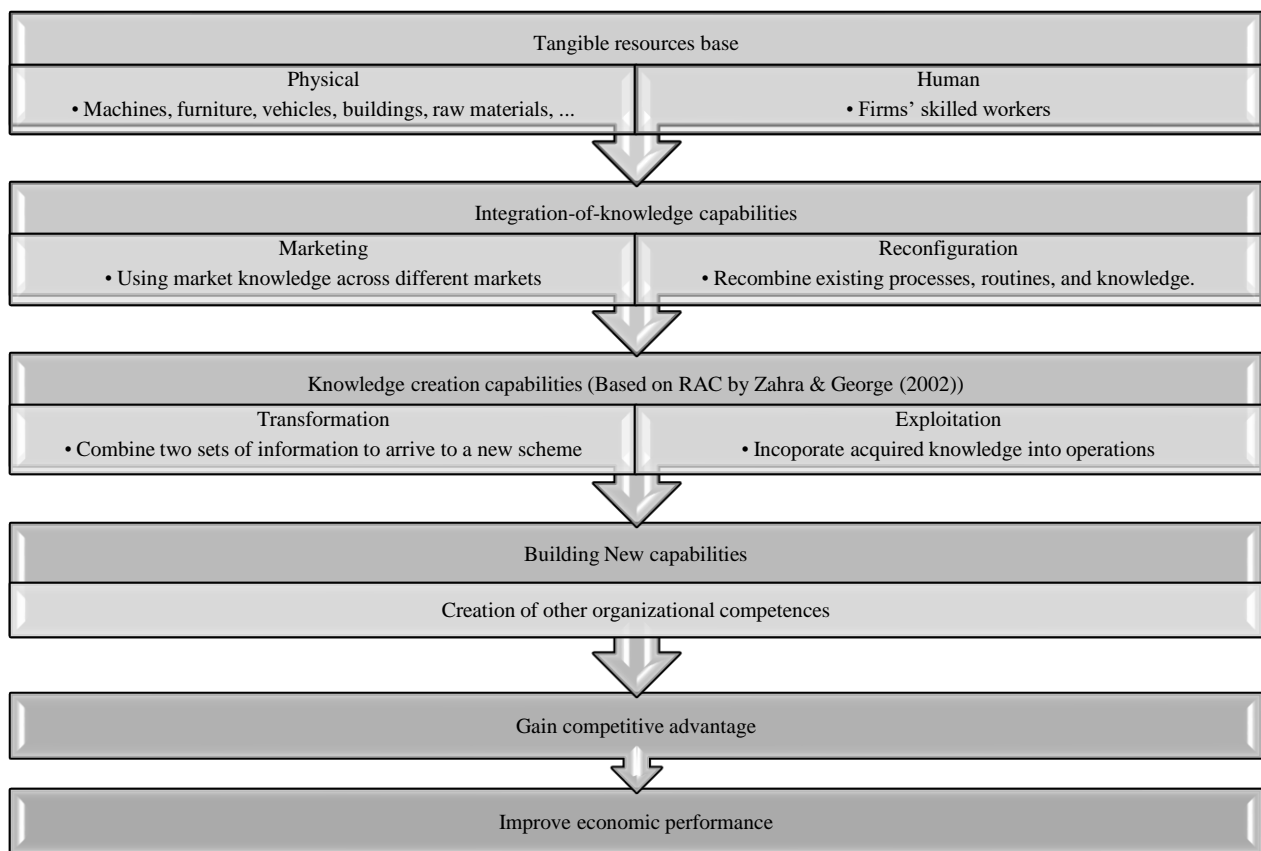 Tangible resources base
Physical
• Machines, furniture, vehicles, buildings, raw materials, ...
Human
• Firms' skilled workers
Integration-of-knowledge capabilities
Marketing
• Using market knowledge across different markets
Reconfiguration
• Recombine existing processes, routines, and knowledge.
Knowledge creation capabilities (Based on RAC by Zahra & George (2002))
Transformation
• Combine two sets of information to arrive to a new scheme
Exploitation
• Incoporate acquired knowledge into operations
Building New capabilities
Creation of other organizational competences
Gain competitive advantage
Improve economic performance